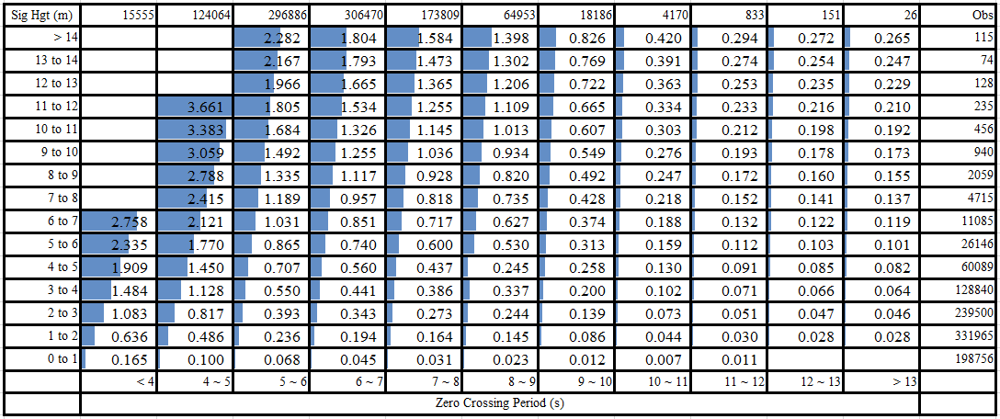 Sig Hgt (m) 15555 124064 296886 306470 173809 64953 18186 4170 833 151 26 Obs
> 14 2.282 1.804 1.584 1.398 0.826 0.420 0.294 0.272 0.265 115
13 to 14 2.167 1.793 1.473 1.302 0.769 0.391 0.274 0.254 0.247 74
12 to 13 1.966 1.665 1.365 1.206 0.722 0.363 0.253 0.235 0.229 128
11 to 12 3.661 1.805 1.534 1.255 1.109 0.665 0.334 0.233 0.216 0.210 235
10 to 11 3.383 1.684 1.326 1.145 1.013 0.607 0.303 0.212 0.198 0.192 456
9 to 10 3.059 1.492 1.255 1.036 0.934 0.549 0.276 0.193 0.178 0.173 940
8 to 9 2.788 1.335 1.117 0.928 0.820 0.492 0.247 0.172 0.160 0.155 2059
7 to 8 2.415 1.189 0.957 0.818 0.735 0.428 0.218 0.152 0.141 0.137 4715
6 to 7 2.758 2.121 1.031 0.851 0.717 0.627 0.374 0.188 0.132 0.122 0.119 11085
5 to 6 2.335 1.770 0.865 0.740 0.600 0.530 0.313 0.159 0.112 0.103 0.101 26146
4 to 5 1.909 1.450 0.707 0.560 0.437 0.245 0.258 0.130 0.091 0.085 0.082 60089
3 to 4 1.484 1.128 0.550 0.441 0.386 0.337 0.200 0.102 0.071 0.066 0.064 128840
2 to 3 1.083 0.817 0.393 0.343 0.273 0.244 0.139 0.073 0.051 0.047 0.046 239500
1 to 2 0.636 0.486 0.236 0.194 0.164 0.145 0.086 0.044 0.030 0.028 0.028 331965
0 to 1 0.165 0.100 0.068 0.045 0.031 0.023 0.012 0.007 0.011 198756
< 4 4 ~ 5 5 ~ 6 6 ~ 7 7 ~ 8 8 ~ 9 9 ~ 10 10 ~ 11 11 ~ 12 12 ~ 13 > 13
Zero Crossing Period (s)